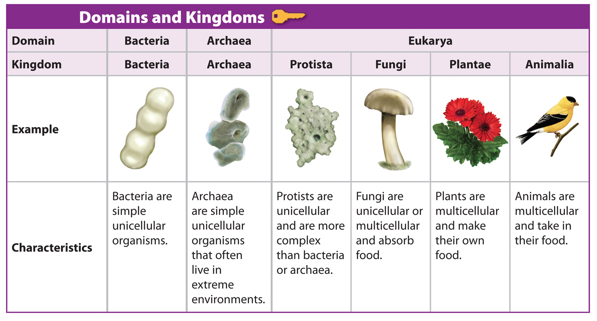 Domains and Kingdoms
Domain Bacteria Archaea Eukarya
Kingdom Bacteria Archaea Protista Fungi Plantae Animalia
Example
Characteristics
Bacteria are
simple
unicellular
organisms.
Archaea
are simple
unicellular
organisms
that often
live in
extreme
environments.
Protists are
unicellular
and are more
complex
than bacteria
or archaea.
Fungi are
unicellular or
multicellular
and absorb
food.
Plants are
multicellular
and make
their own
food.
Animals are
multicellular
and take in
their food.